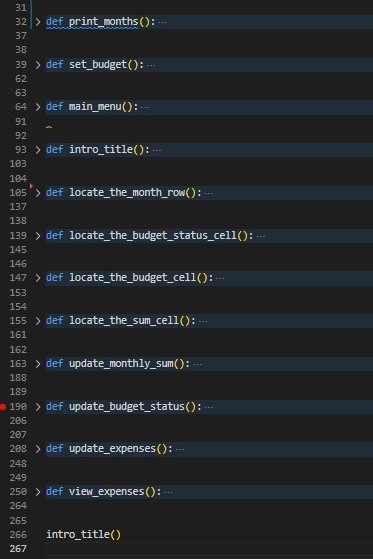 31
32 > def print_months(): ···
37
38
39 > def set_budget(): ···
62
63
64 > def main_menu(): ···
91
92
93 > def intro_title(): ···
103
104
105 > def locate_the_month_row(): ···
137
138
139 > def locate_the_budget_status_cell(): ···
145
146
147 > def locate_the_budget_cell(): ···
153
154
155 > def locate_the_sum_cell(): ···
161
162
163 > def update_monthly_sum(): ···
188
189
190 > def update_budget_status(): ···
206
207
208 > def update_expenses(): ···
248
249
250 > def view_expenses(): ···
264
265
266 intro_title()
267